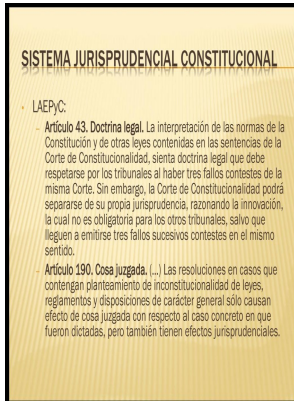 SISTEMA JURISPRUDENCIAL CONSTITUCIONAL
• LAEPyC:
– Artículo 43. Doctrina legal. La interpretación de las normas de la
Constitución y de otras leyes contenidas en las sentencias de la
Corte de Constitucionalidad, sienta doctrina legal que debe
respetarse por los tribunales al haber tres fallos contestes de la
misma Corte. Sin embargo, la Corte de Constitucionalidad podrá
separarse de su propia jurisprudencia, razonando la innovación,
la cual no es obligatoria para los otros tribunales, salvo que
lleguen a emitirse tres fallos sucesivos contestes en el mismo
sentido.
– Artículo 190. Cosa juzgada. (...) Las resoluciones en casos que
contengan planteamiento de inconstitucionalidad de leyes,
reglamentos y disposiciones de carácter general sólo causan
efecto de cosa juzgada con respecto al caso concreto en que
fueron dictadas, pero también tienen efectos jurisprudenciales.